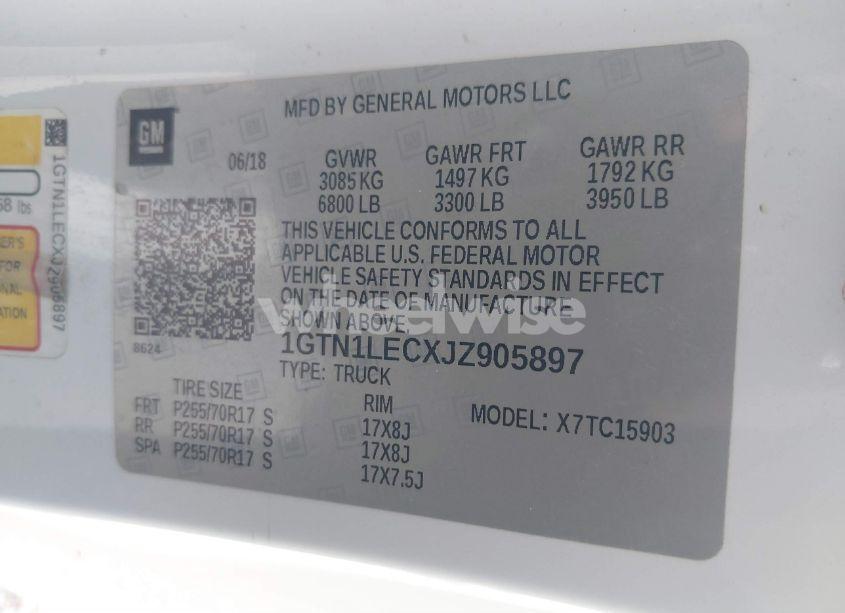 MFD BY GENERAL MOTORS LLC
GM
06/18
GVWR GAWR FRT GAWR RR
3085 KG 1497 KG 1792 KG
6800 LB 3300 LB 3950 LB
THIS VEHICLE CONFORMS TO ALL
APPLICABLE U.S. FEDERAL MOTOR
VEHICLE SAFETY STANDARDS IN EFFECT
ON THE DATE OF MANUFACTURE
SHOWN ABOVE.
8624
1GTN1LECXJZ905897
TYPE: TRUCK
TIRE SIZE RIM MODEL: X7TC15903
FRT P255/70R17 S 17X8J
RR P255/70R17 S 17X8J
SPA P255/70R17 S 17X7.5J
1GTN1LECXJZ905897
lbs
FOR
wheelwise